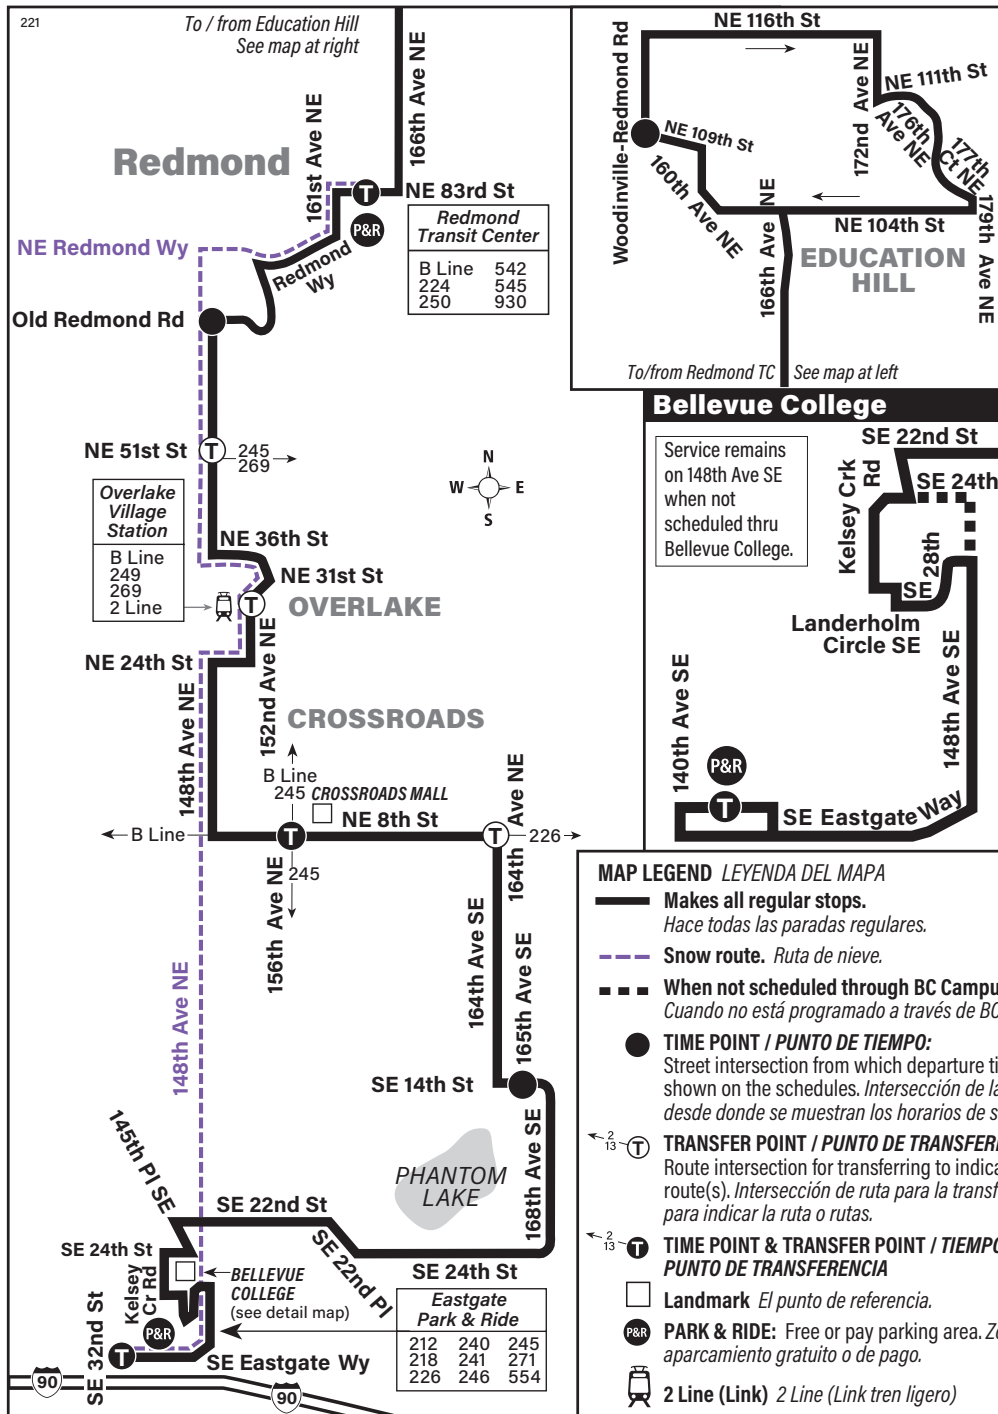 221
To / from Education Hill
See map at right
166th Ave NE
161st Ave NE
Redmond
NE 83rd St
T
P&R
Redmond
Transit Center
B Line 542
224 545
250 930
NE Redmond Wy
Redmond
Wy
Old Redmond Rd
NE 51st St
T
245
269
N
W E
S
Overlake
Village
Station
B Line
249
269
2 Line
NE 36th St
NE 31st St
T
OVERLAKE
NE 24th St
152nd Ave NE
148th Ave NE
CROSSROADS
B Line
245
CROSSROADS MALL
NE 8th St
B Line
T
245
156th Ave NE
164th Ave NE
T
226
148th Ave NE
164th Ave SE
165th Ave SE
SE 14th St
168th Ave SE
PHANTOM
LAKE
145th Pl SE
SE 22nd St
SE 22nd Pl
SE 24th St
SE 24th St
Kelsey
Cr Rd
BELLEVUE
COLLEGE
(see detail map)
Eastgate
Park & Ride
212 240 245
218 241 271
226 246 554
P&R
T
SE 32nd St
SE Eastgate Wy
90
90
NE 116th St
Woodinville-Redmond Rd
172nd Ave NE
NE 111th St
176th
Ave NE
177th
Ct NE
NE 109th St
160th Ave NE
166th Ave NE
NE 104th St
179th Ave NE
EDUCATION
HILL
To/from Redmond TC
See map at left
Bellevue College
Service remains
on 148th Ave SE
when not
scheduled thru
Bellevue College.
SE 22nd St
SE 24th
Kelsey Crk
Rd
SE 28th
Landerholm
Circle SE
148th Ave SE
140th Ave SE
P&R
T
SE Eastgate Way
MAP LEGEND LEYENDA DEL MAPA
Makes all regular stops.
Hace todas las paradas regulares.
Snow route. Ruta de nieve.
When not scheduled through BC Campu
Cuando no está programado a través de BC
TIME POINT / PUNTO DE TIEMPO:
Street intersection from which departure ti
shown on the schedules. Intersección de la
desde donde se muestran los horarios de s
2
13
T
TRANSFER POINT / PUNTO DE TRANSFERE
Route intersection for transferring to indica
route(s). Intersección de ruta para la transf
para indicar la ruta o rutas.
2
13
T
TIME POINT & TRANSFER POINT / TIEMPO
PUNTO DE TRANSFERENCIA
Landmark El punto de referencia.
P&R
PARK & RIDE: Free or pay parking area. Zo
aparcamiento gratuito o de pago.
2 Line (Link) 2 Line (Link tren ligero)